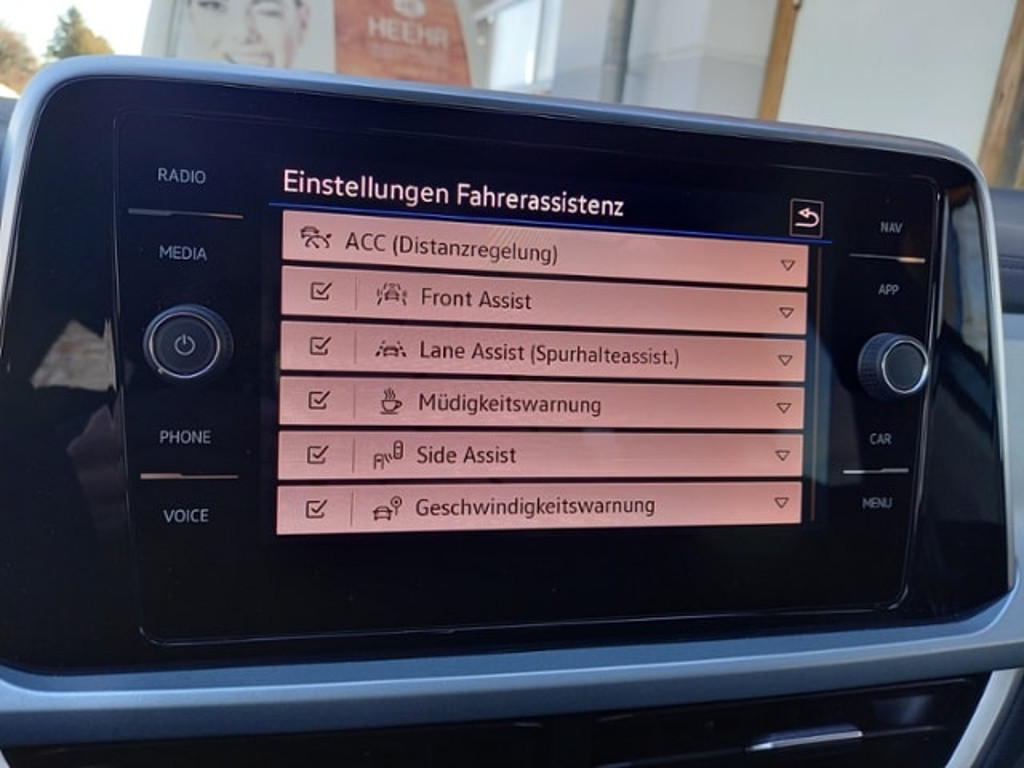 HEEHR
RADIO
MEDIA
PHONE
VOICE
Einstellungen Fahrerassistenz
ACC (Distanzregelung)
Front Assist
Lane Assist (Spurhalteassist.)
Müdigkeitswarnung
Side Assist
Geschwindigkeitswarnung
NAV
APP
CAR
MENU